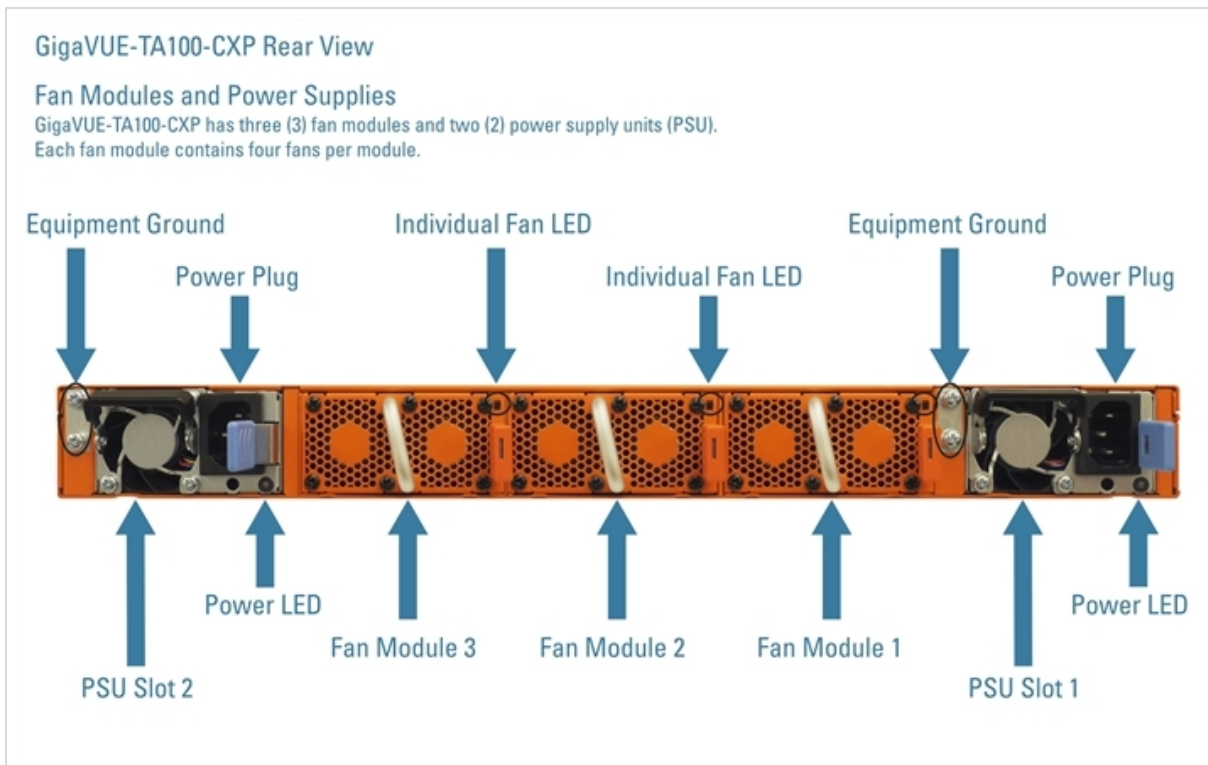 GigaVUE-TA100-CXP Rear View
Fan Modules and Power Supplies
GigaVUE-TA100-CXP has three (3) fan modules and two (2) power supply units (PSU).
Each fan module contains four fans per module.
Equipment Ground
Individual Fan LED
Equipment Ground
Power Plug
Individual Fan LED
Power Plug
Power LED
Power LED
Fan Module 3
Fan Module 2
Fan Module 1
PSU Slot 2
PSU Slot 1